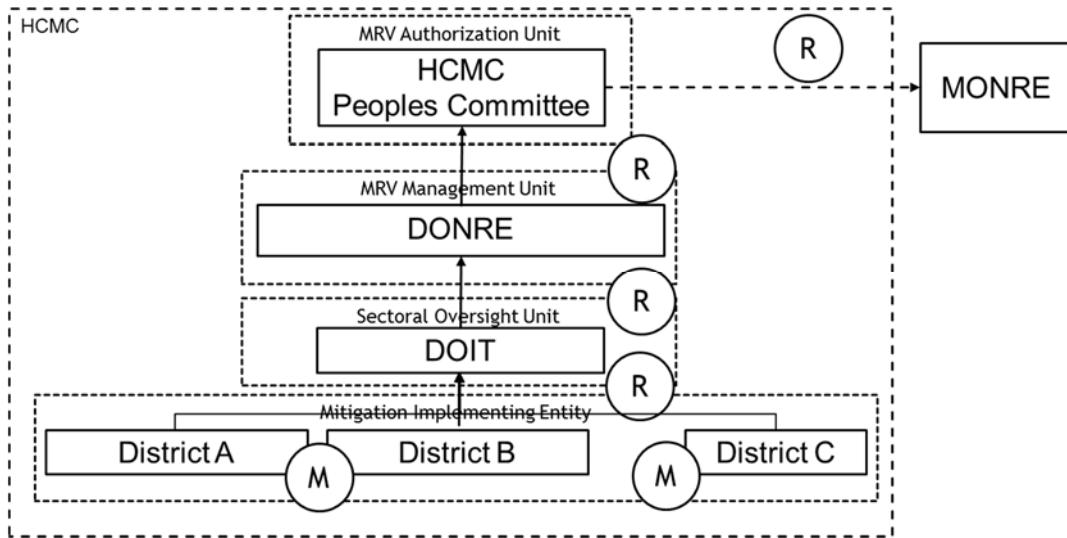 HCMC
MRV Authorization Unit
R
HCMC
Peoples Committee
MONRE
R
MRV Management Unit
DONRE
R
Sectoral Oversight Unit
DOIT
R
Mitigation Implementing Entity
District A
District B
District C
M
M